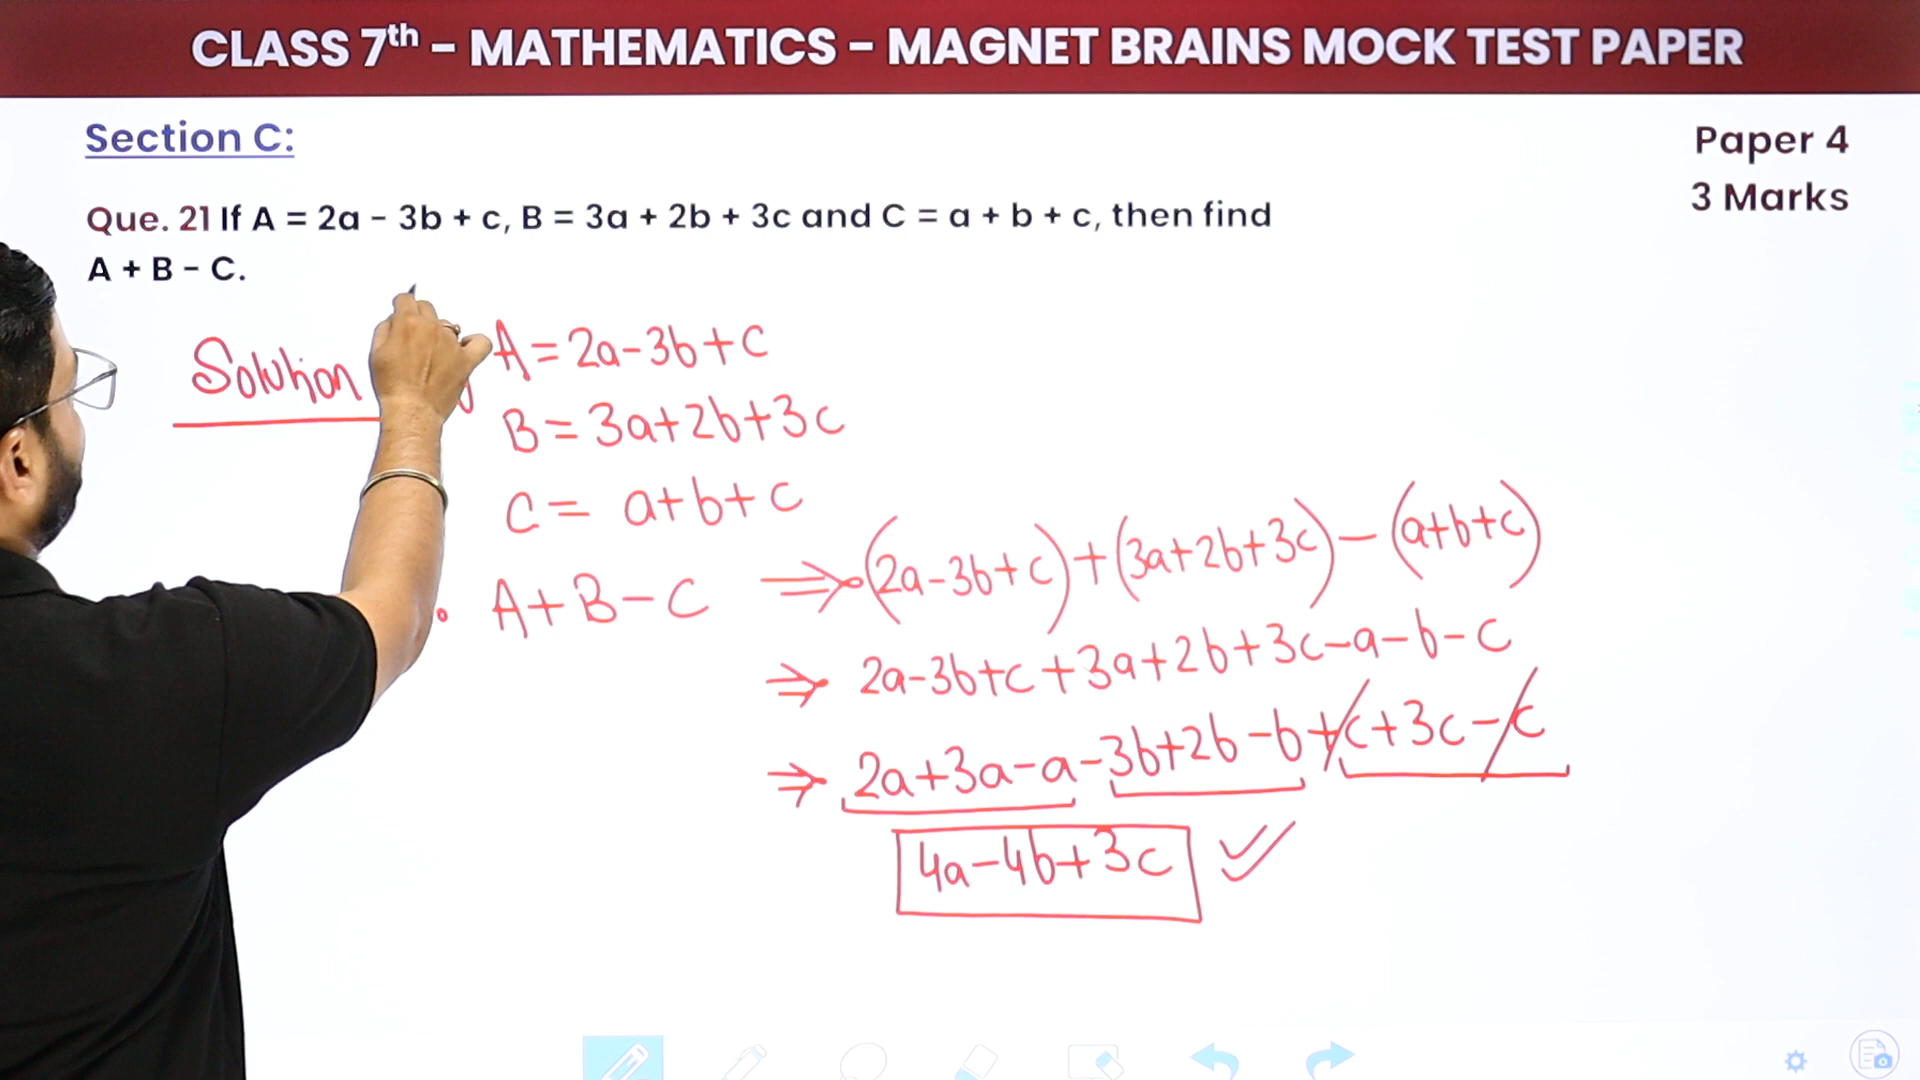 CLASS 7th – MATHEMATICS – MAGNET BRAINS MOCK TEST PAPER
Section C:
Paper 4
3 Marks
Que. 21 If A = 2a - 3b + c, B = 3a + 2b + 3c and C = a + b + c, then find
A + B - C.
Solution
A = 2a-3b+c
B = 3a+2b+3c
C = a+b+c
A+B-C ⇒ (2a-3b+c)+(3a+2b+3c)-(a+b+c)
⇒ 2a-3b+c+3a+2b+3c-a-b-c
⇒ 2a+3a-a-3b+2b-b+c+3c-c
4a-4b+3c